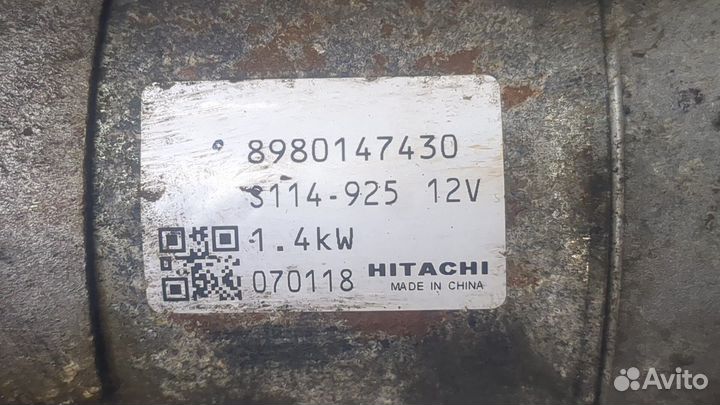 8980147430
S114-925 12V
1.4kW
070118 HITACHI
MADE IN CHINA
Avito